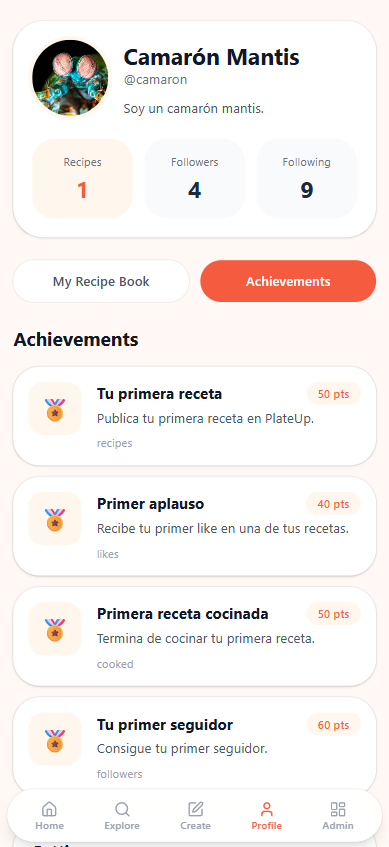 Camarón Mantis
@camaron
Soy un camarón mantis.
Recipes
1
Followers
4
Following
9
My Recipe Book
Achievements
Achievements
Tu primera receta
50 pts
Publica tu primera receta en PlateUp.
recipes
Primer aplauso
40 pts
Recibe tu primer like en una de tus recetas.
likes
Primera receta cocinada
50 pts
Termina de cocinar tu primera receta.
cooked
Tu primer seguidor
60 pts
Consigue tu primer seguidor.
followers
Home
Explore
Create
Profile
Admin